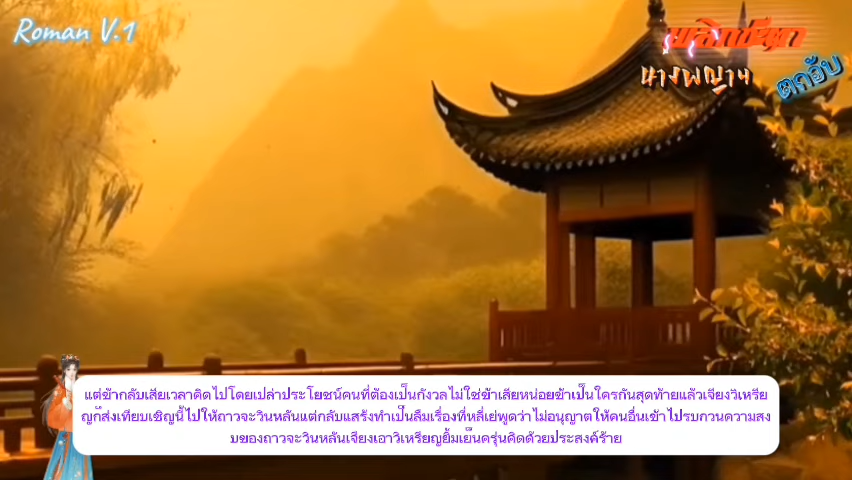 Roman V.1
พลิกชะตา
นางพญาฯ
ตกอับ
แต่ข้ากลับเสียเวลาคิดไปโดยเปล่าประโยชน์คนที่ต้องเป็นกังวลไม่ใช่ข้าเสียหน่อยข้าเป็นใครกันสุดท้ายแล้วเจียงวิเหรีย
ญก็ส่งเทียบเชิญนี้ไปให้ถาวจะวินหลันแต่กลับแสร้งทำเป็นลืมเรื่องที่หลี่เย่พูดว่าไม่อนุญาตให้คนอื่นเข้าไปรบกวนความสง
บของถาวจะวินหลันเจียงเอาวิเหรียญยิ้มเย็นครุ่นคิดด้วยประสงค์ร้าย